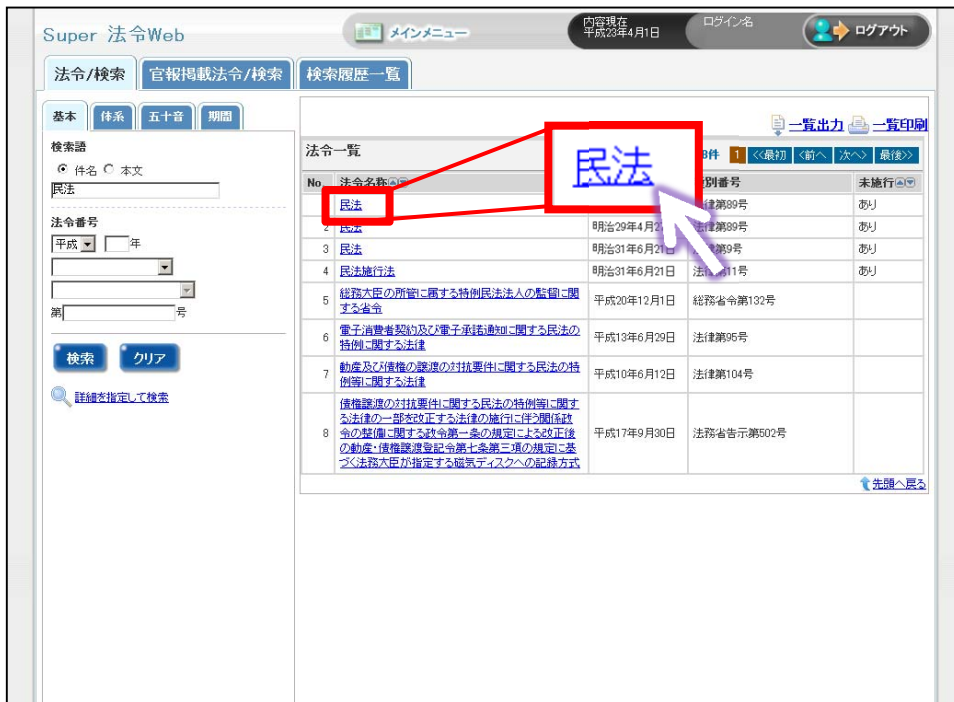 Super 法令Web
メインメニュー
内容現在
平成23年4月1日
ログイン名
ログアウト
法令/検索
官報掲載法令/検索
検索履歴一覧
基本
体系
五十音
期間
検索語
件名 本文
民法
法令番号
平成 年
第 号
検索
クリア
詳細を指定して検索
一覧出力
一覧印刷
法令一覧
8件 1 <<最初 <前へ 次へ> 最後>>
No 法令名称 種別番号 未施行
民法
民法 法律第89号 あり
2 民法 明治29年4月27日 法律第89号 あり
3 民法 明治31年6月21日 法律第9号 あり
4 民法施行法 明治31年6月21日 法律第11号 あり
5 総務大臣の所管に属する特例民法法人の監督に関
する省令
平成20年12月1日 総務省令第132号
6 電子消費者契約及び電子承諾通知に関する民法の
特例に関する法律
平成13年6月29日 法律第95号
7 動産及び債権の譲渡の対抗要件に関する民法の特
例等に関する法律
平成10年6月12日 法律第104号
8 債権譲渡の対抗要件に関する民法の特例等に関す
る法律の一部を改正する法律の施行に伴う関係政
令の整備に関する政令第一条の規定による改正後
の動産・債権譲渡登記令第七条第三項の規定に基
づく法務大臣が指定する磁気ディスクへの記録方式
平成17年9月30日 法務省告示第502号
先頭へ戻る